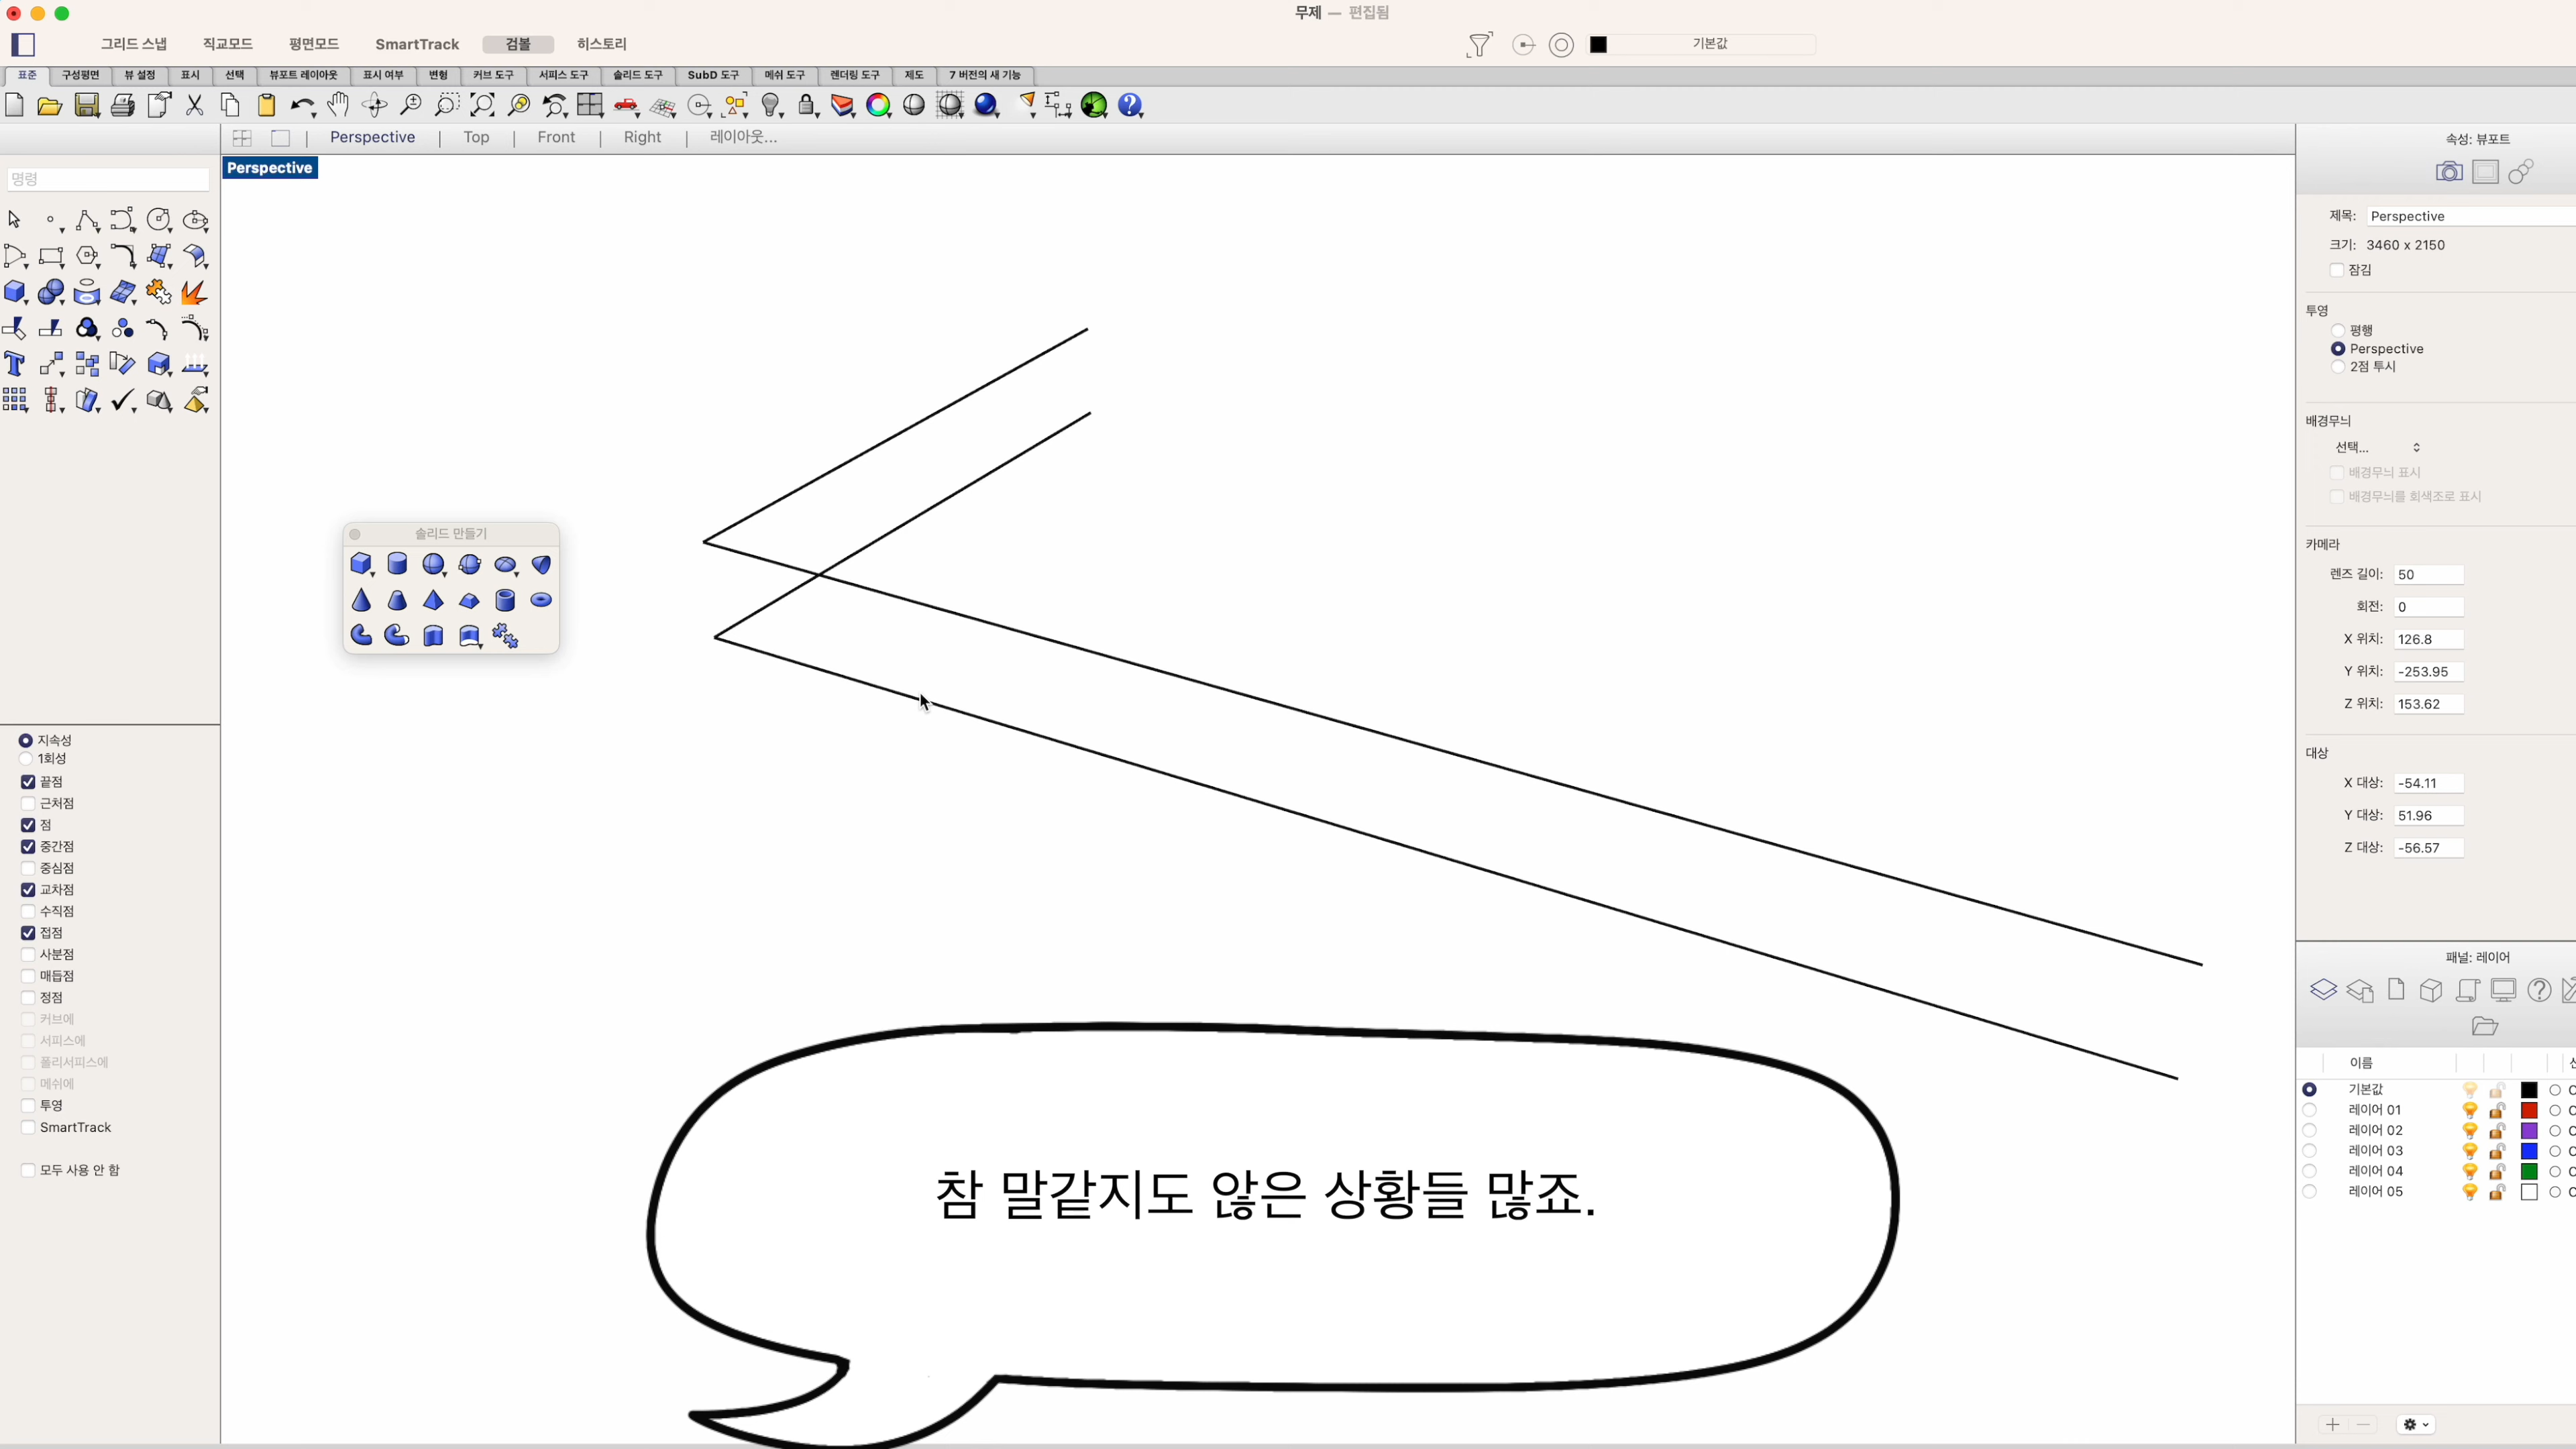 무제 — 편집됨
그리드 스냅 직교모드 평면모드 SmartTrack 검볼 히스토리 기본값
표준 구성평면 뷰 설정 표시 선택 뷰포트 레이아웃 표시 여부 변형 커브 도구 서피스 도구 솔리드 도구 SubD 도구 메쉬 도구 렌더링 도구 제도 7 버전의 새 기능
Perspective | Top | Front | Right | 레이아웃...
Perspective
명령
솔리드 만들기
지속성
1회성
끝점
근처점
점
중간점
중심점
교차점
수직점
접점
사분점
매듭점
정점
커브에
서피스에
폴리서피스에
메쉬에
투영
SmartTrack
모두 사용 안 함
참 말같지도 않은 상황들 많죠.
속성: 뷰포트
제목: Perspective
크기: 3460 x 2150
잠김
투영
평행
Perspective
2점 투시
배경무늬
선택...
배경무늬 표시
배경무늬를 회색조로 표시
카메라
렌즈 길이: 50
회전: 0
X 위치: 126.8
Y 위치: -253.95
Z 위치: 153.62
대상
X 대상: -54.11
Y 대상: 51.96
Z 대상: -56.57
패널: 레이어
이름
기본값
레이어 01
레이어 02
레이어 03
레이어 04
레이어 05